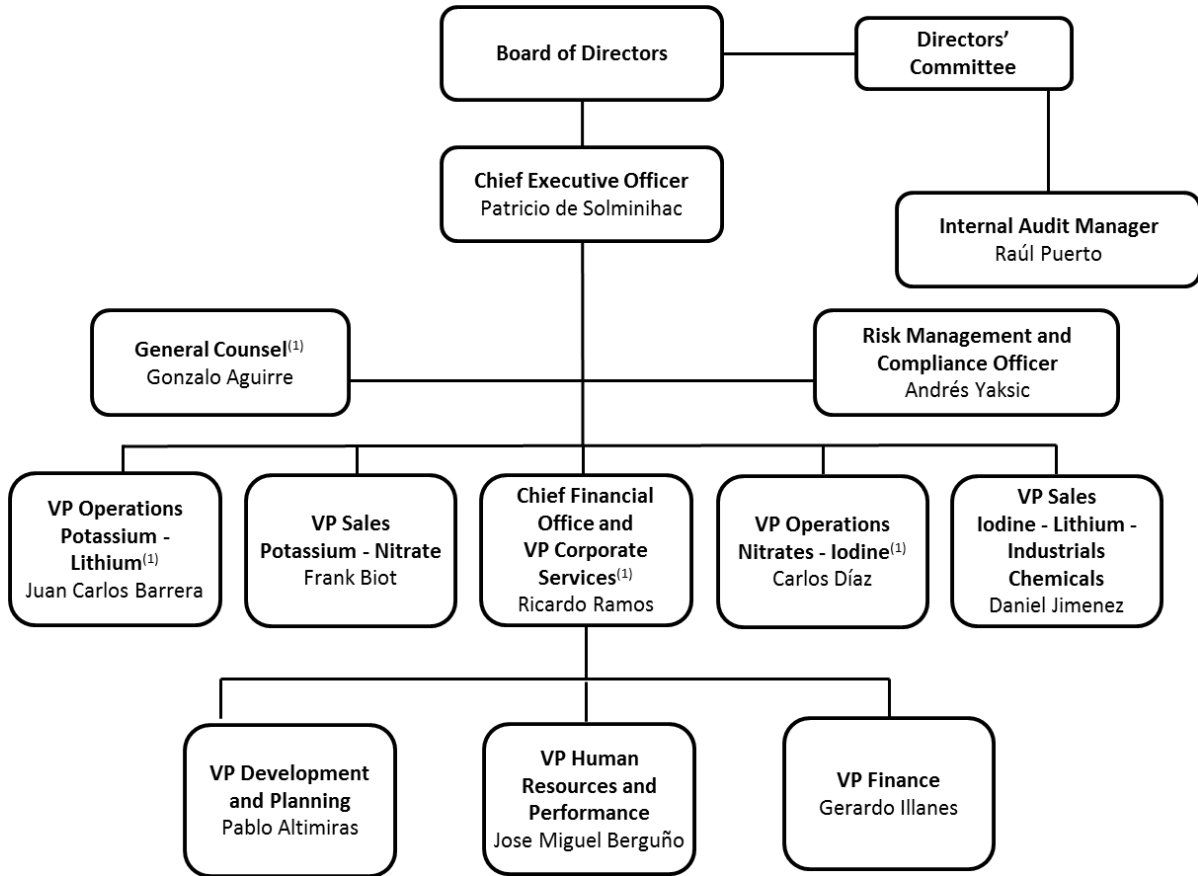 Board of Directors
Directors’
Committee
Chief Executive Officer
Patricio de Solminihac
Internal Audit Manager
Raúl Puerto
General Counsel(1)
Gonzalo Aguirre
Risk Management and
Compliance Officer
Andrés Yaksic
VP Operations
Potassium -
Lithium(1)
Juan Carlos Barrera
VP Sales
Potassium - Nitrate
Frank Biot
Chief Financial
Office and
VP Corporate
Services(1)
Ricardo Ramos
VP Operations
Nitrates - Iodine(1)
Carlos Díaz
VP Sales
Iodine - Lithium -
Industrials
Chemicals
Daniel Jimenez
VP Development
and Planning
Pablo Altimiras
VP Human
Resources and
Performance
Jose Miguel Berguño
VP Finance
Gerardo Illanes